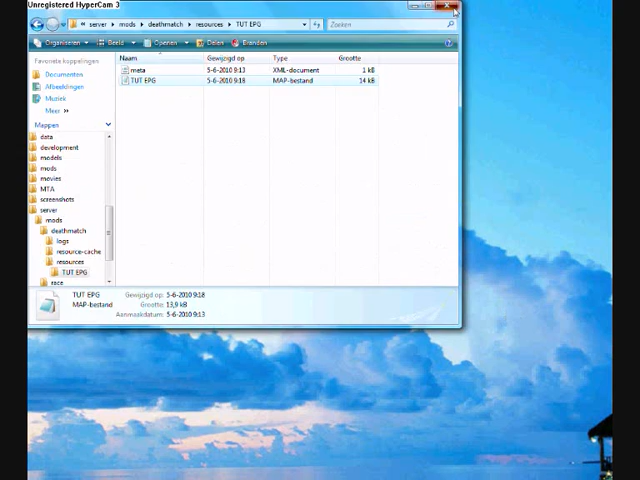 Unregistered HyperCam 3
« server › mods › deathmatch › resources › TUT EPG
Zoeken
Organiseren Beeld Openen Delen Branden
Favoriete koppelingen
Documenten
Afbeeldingen
Muziek
Meer »
Mappen
data
development
models
mods
movies
MTA
screenshots
server
mods
deathmatch
logs
resource-cache
resources
TUT EPG
race
Naam Gewijzigd op Type Grootte
meta 5-6-2010 9:13 XML-document 1 kB
TUT EPG 5-6-2010 9:18 MAP-bestand 14 kB
TUT EPG Gewijzigd op: 5-6-2010 9:18
MAP-bestand Grootte: 13,9 kB
Aanmaakdatum: 5-6-2010 9:13